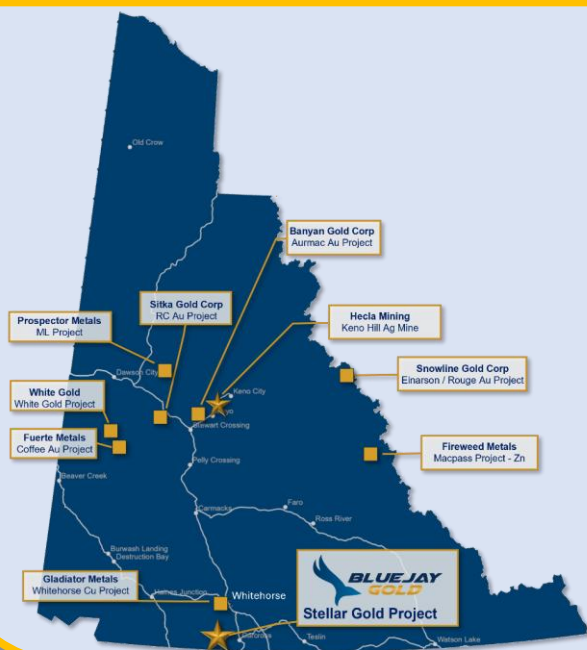 Old Crow
Banyan Gold Corp
Aurmac Au Project
Sitka Gold Corp
RC Au Project
Hecla Mining
Keno Hill Ag Mine
Prospector Metals
ML Project
Snowline Gold Corp
Einarson / Rouge Au Project
Dawson City
Keno City
White Gold
White Gold Project
Stewart Crossing
Fuerte Metals
Coffee Au Project
Fireweed Metals
Macpass Project - Zn
Pelly Crossing
Beaver Creek
Carmacks
Faro
Ross River
Burwash Landing
Destruction Bay
BLUEJAY
GOLD
Stellar Gold Project
Gladiator Metals
Whitehorse Cu Project
Haines Junction
Whitehorse
Teslin
Watson Lake